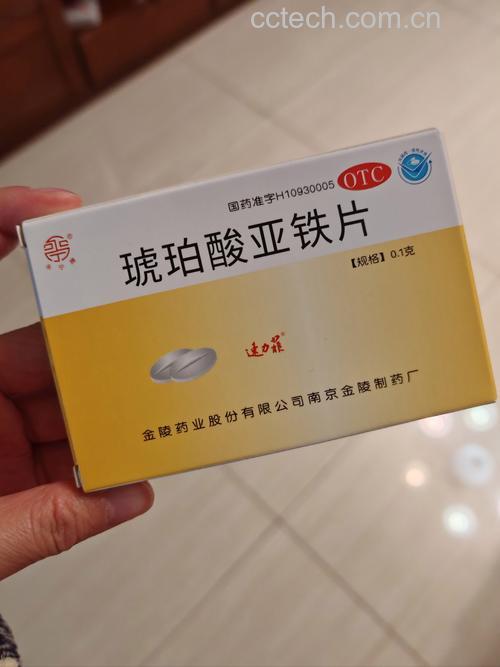 cctech.com.cn
国药准字H10930005
OTC
琥珀酸亚铁片
【规格】0.1克
速力菲®
金陵药业股份有限公司南京金陵制药厂